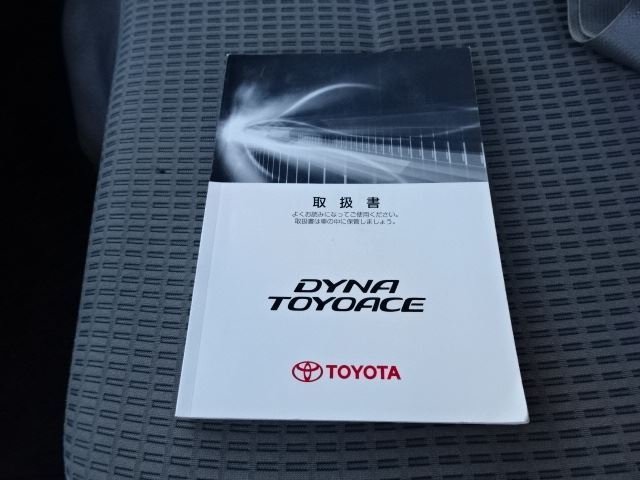 取扱書
よくお読みになってご使用ください。
取扱書は車の中に保管しましょう。
DYNA
TOYOACE
TOYOTA